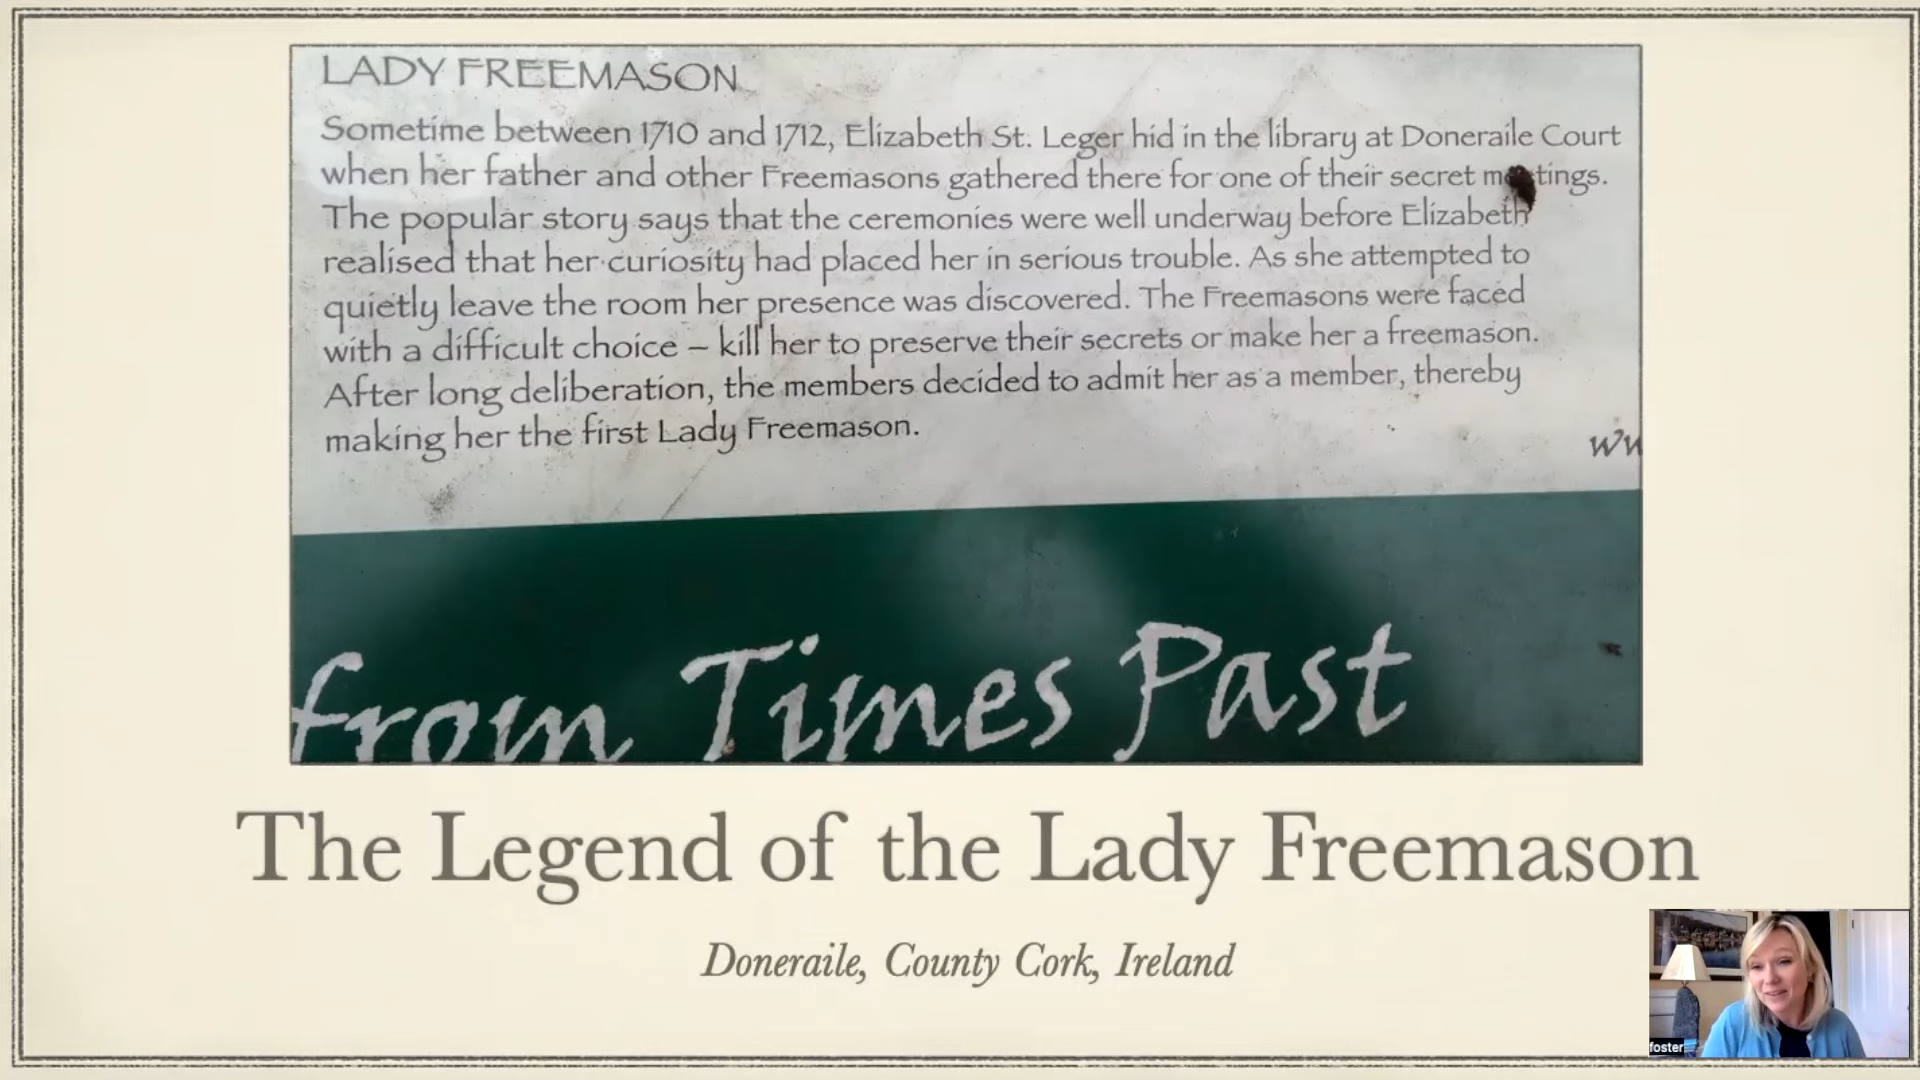 LADY FREEMASON
Sometime between 1710 and 1712, Elizabeth St. Leger hid in the library at Doneraile Court
when her father and other Freemasons gathered there for one of their secret meetings.
The popular story says that the ceremonies were well underway before Elizabeth
realised that her curiosity had placed her in serious trouble. As she attempted to
quietly leave the room her presence was discovered. The Freemasons were faced
with a difficult choice – kill her to preserve their secrets or make her a freemason.
After long deliberation, the members decided to admit her as a member, thereby
making her the first Lady Freemason.
from Times Past
The Legend of the Lady Freemason
Doneraile, County Cork, Ireland
foster